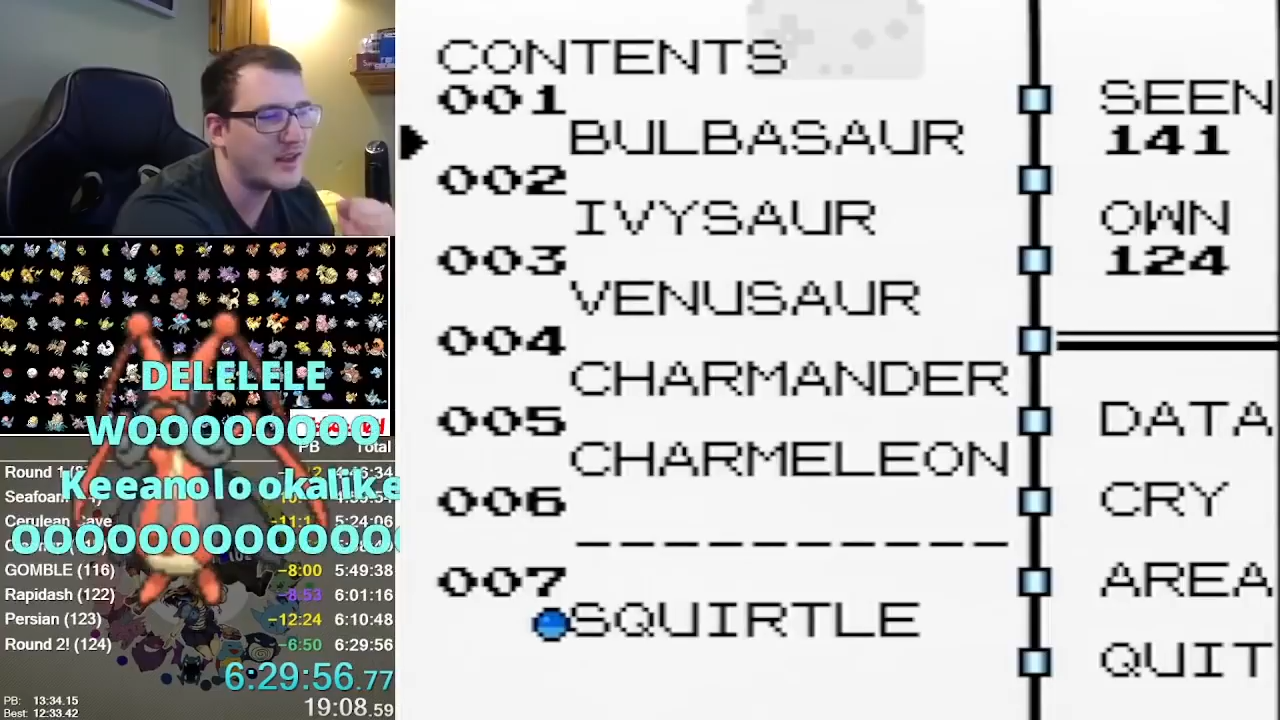 CONTENTS
001
BULBASAUR
002
IVYSAUR
003
VENUSAUR
004
CHARMANDER
005
CHARMELEON
006
----------
007
SQUIRTLE
SEEN
141
OWN
124
DATA
CRY
AREA
QUIT
DELELELE
WOOOOOOOO
Keeanolookalike
OOOOOOOOOOOOO
PB Total
Round 1
Seafoam
Cerulean Cave -11:1 5:24:06
GOMBLE (116) -8:00 5:49:38
Rapidash (122) -8.53 6:01:16
Persian (123) -12:24 6:10:48
Round 2! (124) -6:50 6:29:56
6:29:56.77
PB: 13:34.15
Best: 12:33.42
19:08.59